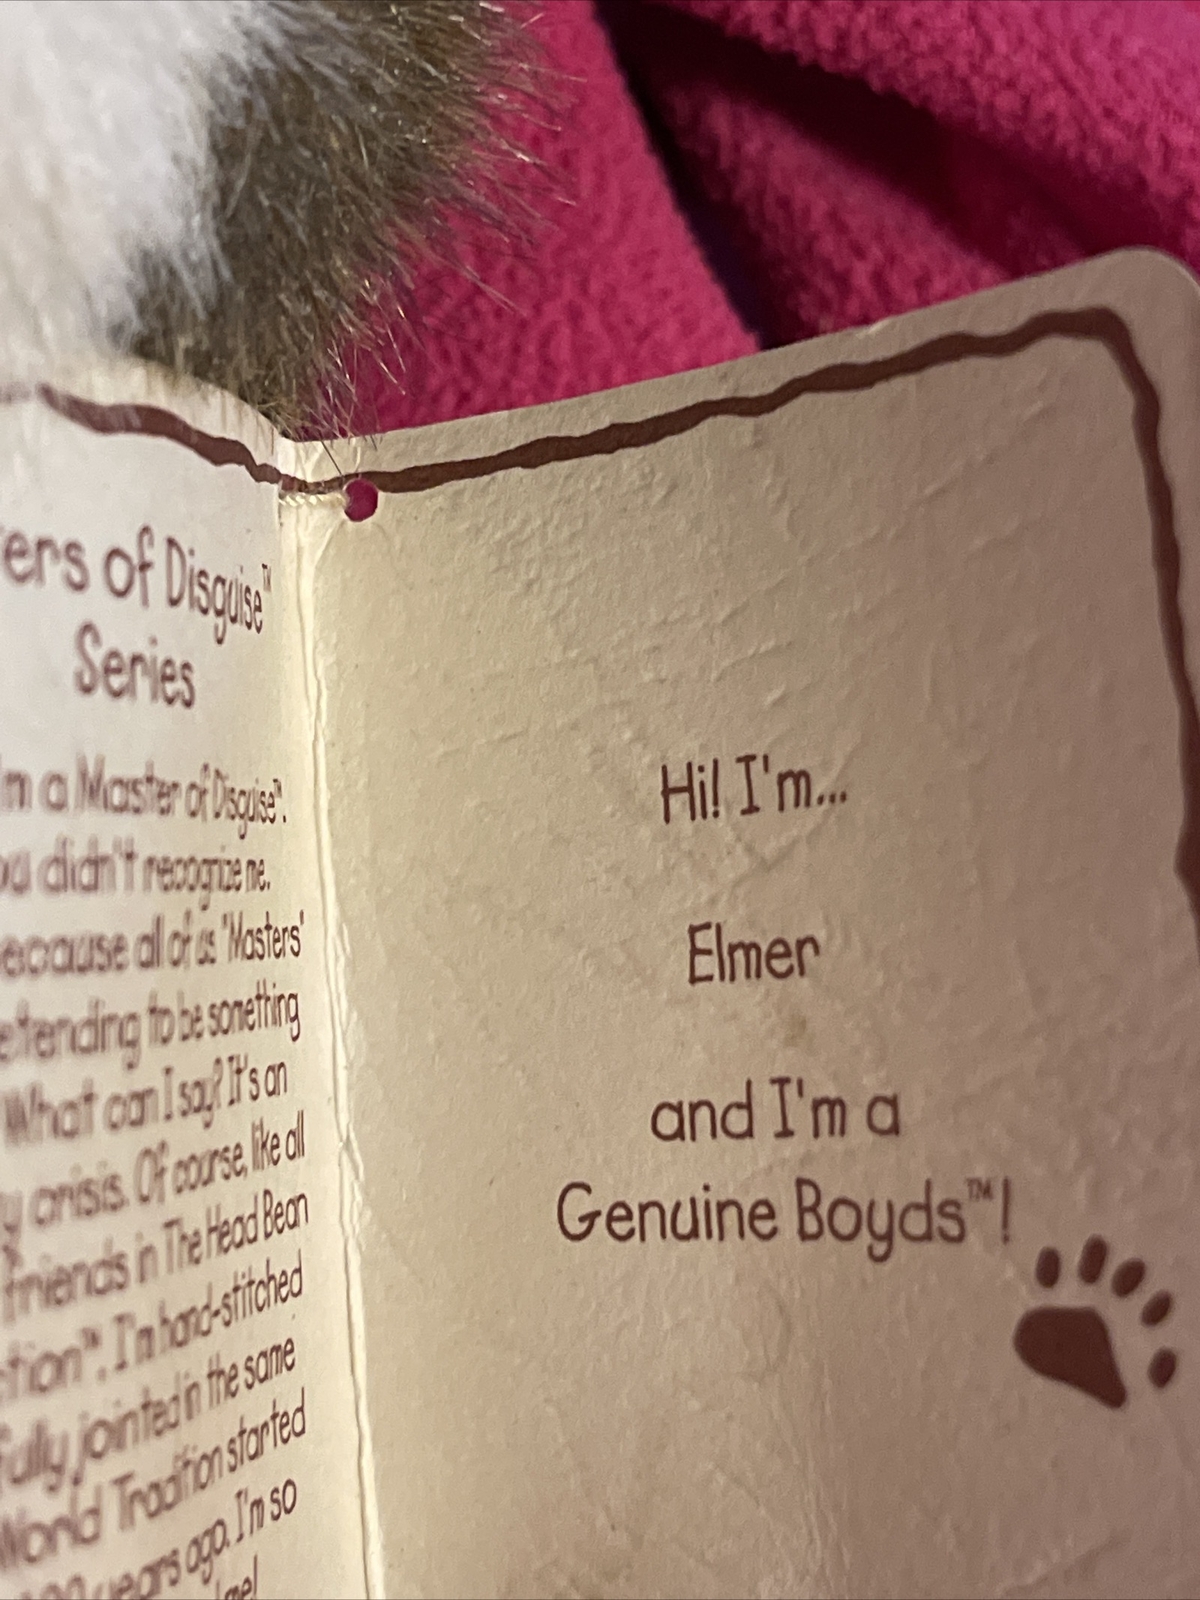 ers of Disguise™
Series
I'm a Master of Disguise™.
ou didn't recognize me.
ecause all of us "Masters"
etending to be something
What can I say? It's an
y crisis. Of course, like all
friends in The Head Bean
ction™, I'm hand-stitched
fully jointed in the same
World Tradition started
100 years ago. I'm so
me!
Hi! I'm...
Elmer
and I'm a
Genuine Boyds™!